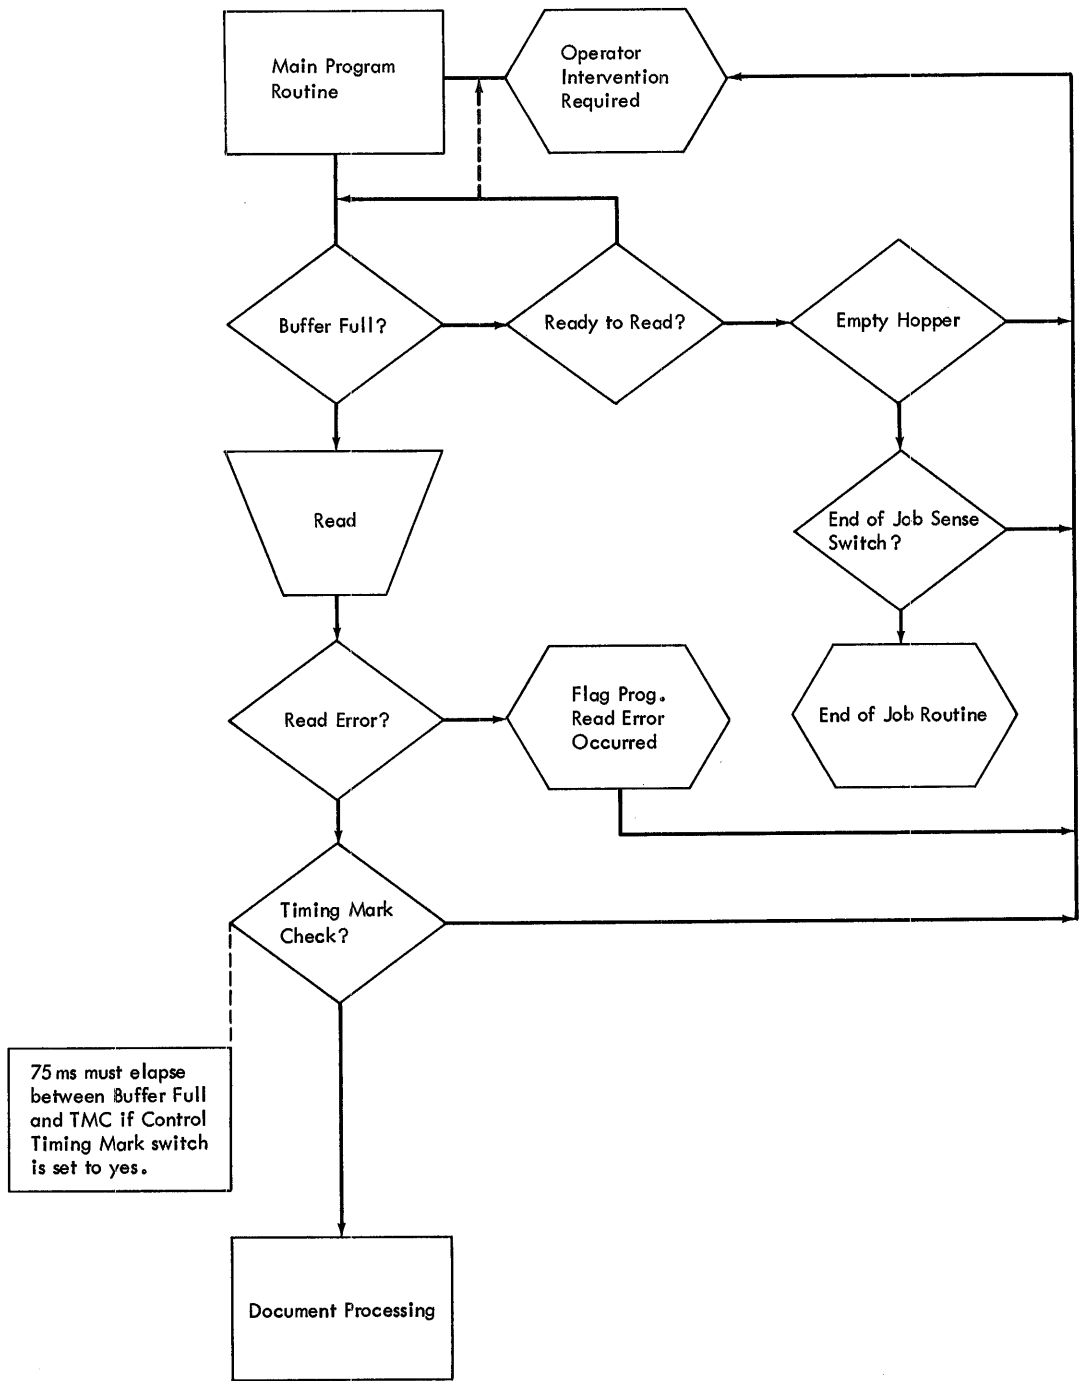 Main Program
Routine
Operator
Intervention
Required
Buffer Full?
Ready to Read?
Empty Hopper
Read
End of Job Sense
Switch?
Read Error?
Flag Prog.
Read Error
Occurred
End of Job Routine
Timing Mark
Check?
75 ms must elapse
between Buffer Full
and TMC if Control
Timing Mark switch
is set to yes.
Document Processing